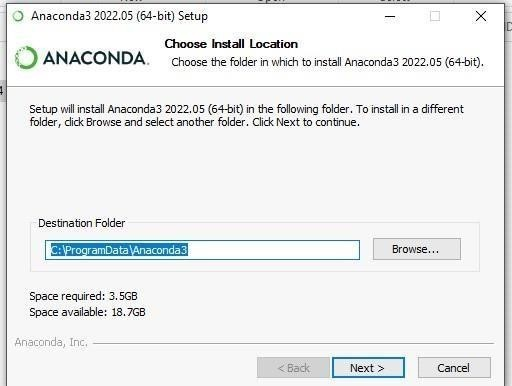 Anaconda3 2022.05 (64-bit) Setup
Choose Install Location
ANACONDA.
Choose the folder in which to install Anaconda3 2022.05 (64-bit).
Setup will install Anaconda3 2022.05 (64-bit) in the following folder. To install in a different
folder, click Browse and select another folder. Click Next to continue.
Destination Folder
C:\ProgramData\Anaconda3
Browse...
Space required: 3.5GB
Space available: 18.7GB
Anaconda, Inc.
< Back
Next >
Cancel